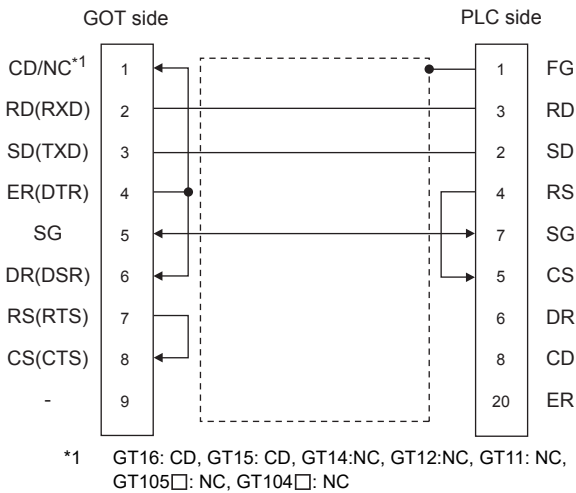 GOT side PLC side
CD/NC*1 1 1 FG
RD(RXD) 2 3 RD
SD(TXD) 3 2 SD
ER(DTR) 4 4 RS
SG 5 7 SG
DR(DSR) 6 5 CS
RS(RTS) 7 6 DR
CS(CTS) 8 8 CD
- 9 20 ER
*1 GT16: CD, GT15: CD, GT14:NC, GT12:NC, GT11: NC,
GT105□: NC, GT104□: NC